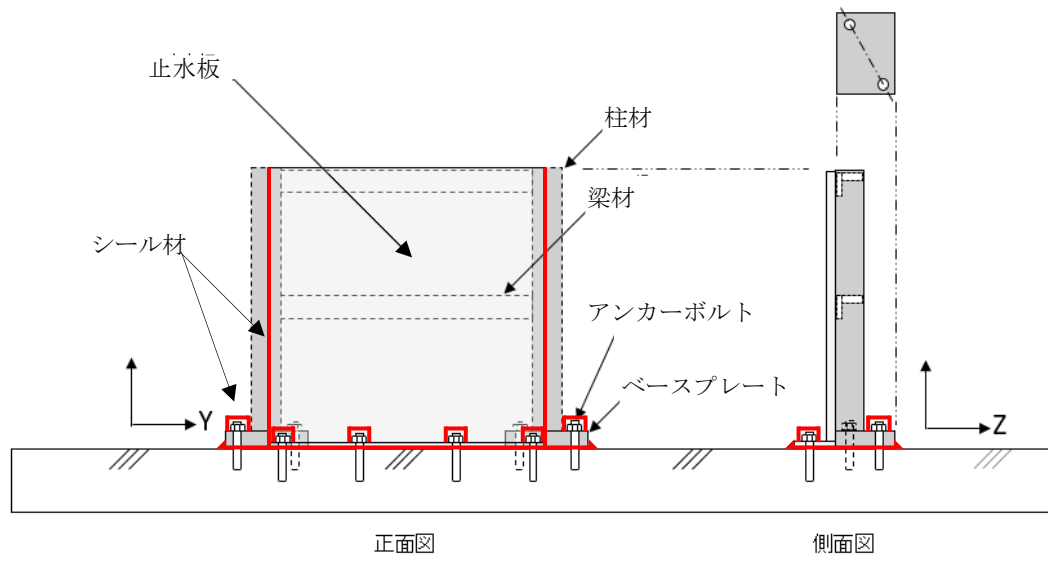 止水板
柱材
梁材
シール材
アンカーボルト
ベースプレート
Y
Z
正面図
側面図